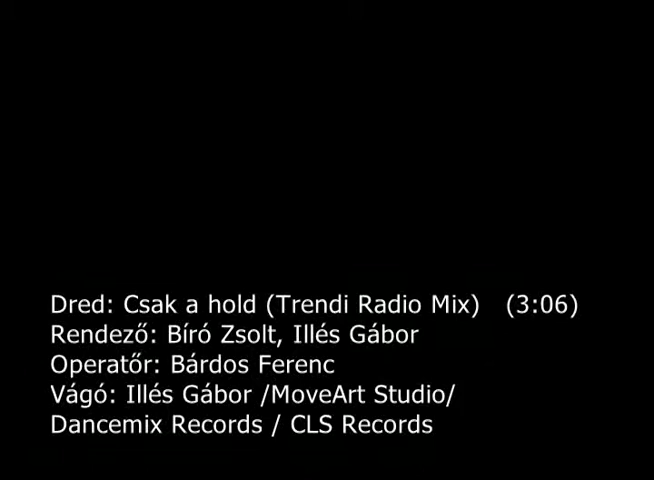 Dred: Csak a hold (Trendi Radio Mix) (3:06)
Rendező: Bíró Zsolt, Illés Gábor
Operatőr: Bárdos Ferenc
Vágó: Illés Gábor /MoveArt Studio/
Dancemix Records / CLS Records